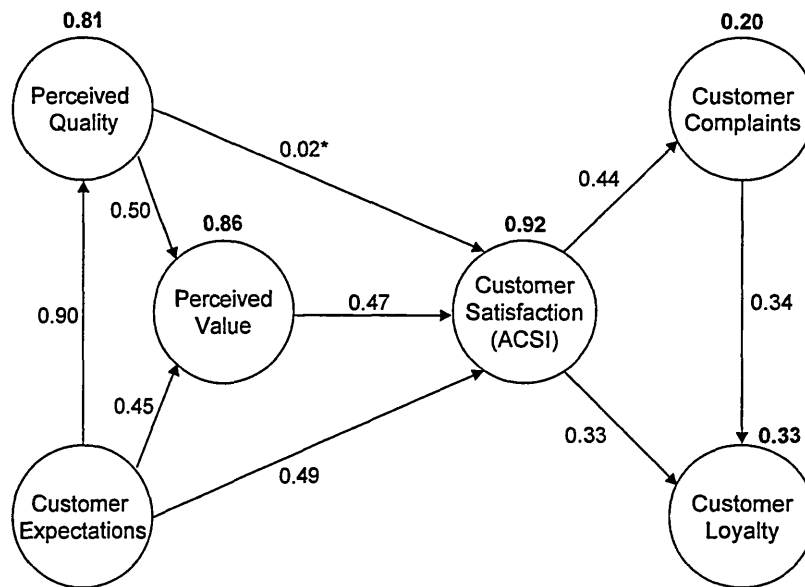 0.81
0.20
Perceived
Quality
Customer
Complaints
0.02*
0.44
0.50
0.86
0.92
Perceived
Value
0.47
Customer
Satisfaction
(ACSI)
0.90
0.34
0.45
0.49
0.33
0.33
Customer
Expectations
Customer
Loyalty